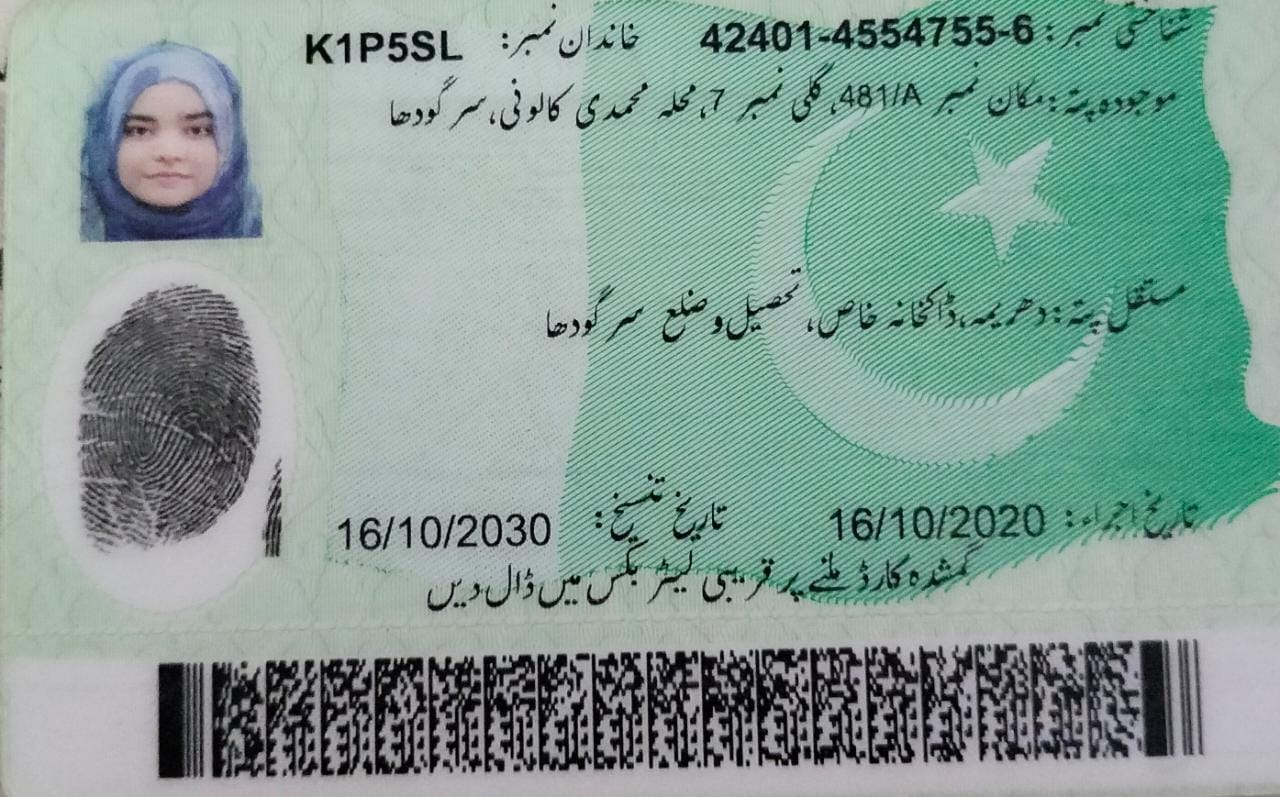 شناختی نمبر: 42401-4554755-6 خاندان نمبر: K1P5SL
موجودہ پتہ: مکان نمبر 481/A، گلی نمبر 7، محلہ محمدی کالونی، سرگودھا
مستقل پتہ: دھریمہ، ڈاکخانہ خاص، تحصیل و ضلع سرگودھا
تاریخ اجراء: 16/10/2020 تاریخ تنسیخ: 16/10/2030
گمشدہ کارڈ ملنے پر قریبی لیٹر بکس میں ڈال دیں